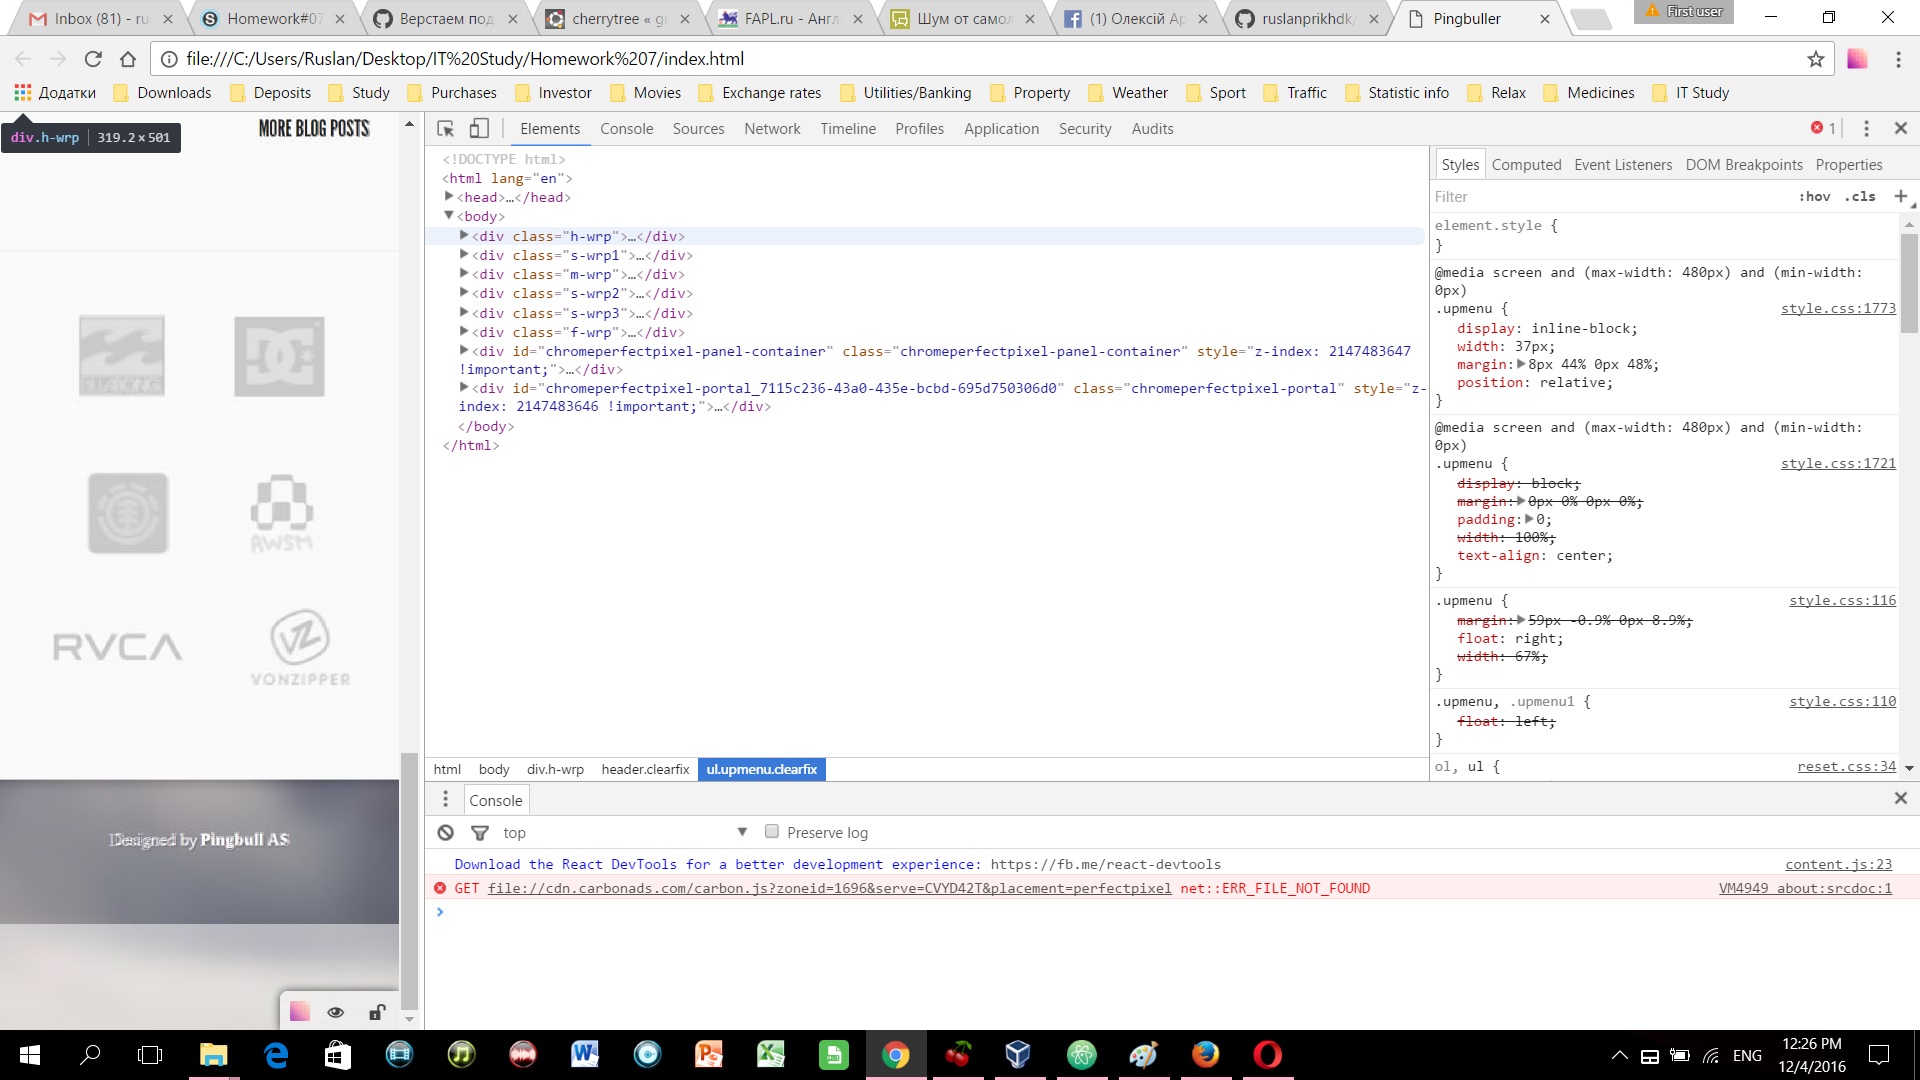 Inbox (81) - ru
Homework#07
Верстаем под
cherrytree « gi
FAPL.ru - Англ
Шум от самол
(1) Олексій Ар
ruslanprikhdk/
Pingbuller
First user
file:///C:/Users/Ruslan/Desktop/IT%20Study/Homework%207/index.html
Додатки
Downloads
Deposits
Study
Purchases
Investor
Movies
Exchange rates
Utilities/Banking
Property
Weather
Sport
Traffic
Statistic info
Relax
Medicines
IT Study
div.h-wrp 319.2 × 501
MORE BLOG POSTS
BILLABONG
DC
AWSM
RVCA
VZ
VONZIPPER
Designed by Pingbull AS
Elements Console Sources Network Timeline Profiles Application Security Audits
1
<!DOCTYPE html>
<html lang="en">
<head>…</head>
<body>
<div class="h-wrp">…</div>
<div class="s-wrp1">…</div>
<div class="m-wrp">…</div>
<div class="s-wrp2">…</div>
<div class="s-wrp3">…</div>
<div class="f-wrp">…</div>
<div id="chromeperfectpixel-panel-container" class="chromeperfectpixel-panel-container" style="z-index: 2147483647
!important;">…</div>
<div id="chromeperfectpixel-portal_7115c236-43a0-435e-bcbd-695d750306d0" class="chromeperfectpixel-portal" style="z-
index: 2147483646 !important;">…</div>
</body>
</html>
html body div.h-wrp header.clearfix ul.upmenu.clearfix
Styles Computed Event Listeners DOM Breakpoints Properties
Filter :hov .cls +
element.style {
}
@media screen and (max-width: 480px) and (min-width:
0px)
.upmenu { style.css:1773
display: inline-block;
width: 37px;
margin: 8px 44% 0px 48%;
position: relative;
}
@media screen and (max-width: 480px) and (min-width:
0px)
.upmenu { style.css:1721
display: block;
margin: 0px 0% 0px 0%;
padding: 0;
width: 100%;
text-align: center;
}
.upmenu { style.css:116
margin: 59px -0.9% 0px 8.9%;
float: right;
width: 67%;
}
.upmenu, .upmenu1 { style.css:110
float: left;
}
ol, ul { reset.css:34
Console
top
Preserve log
Download the React DevTools for a better development experience: https://fb.me/react-devtools content.js:23
GET file://cdn.carbonads.com/carbon.js?zoneid=1696&serve=CVYD42T&placement=perfectpixel net::ERR_FILE_NOT_FOUND VM4949 about:srcdoc:1
ENG
12:26 PM
12/4/2016